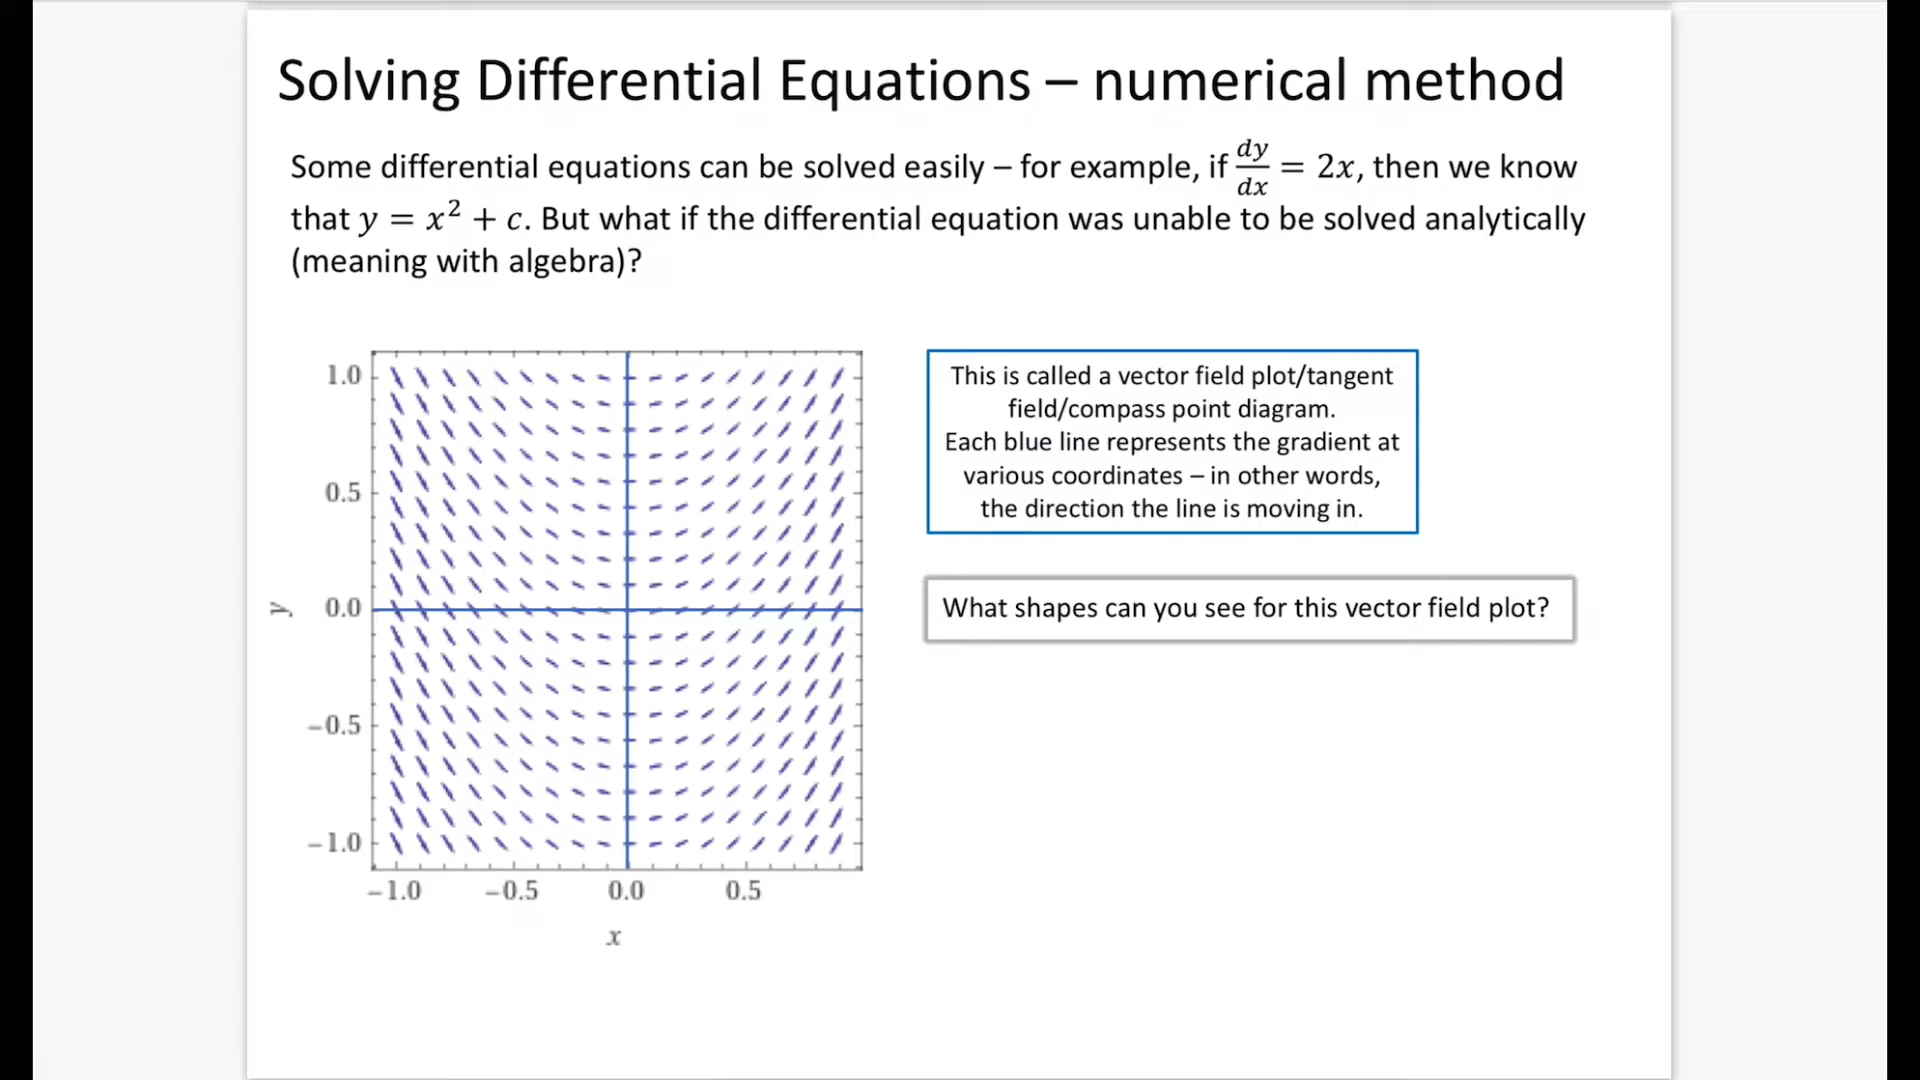 Solving Differential Equations – numerical method
Some differential equations can be solved easily – for example, if dy/dx = 2x, then we know
that y = x² + c. But what if the differential equation was unable to be solved analytically
(meaning with algebra)?
This is called a vector field plot/tangent
field/compass point diagram.
Each blue line represents the gradient at
various coordinates – in other words,
the direction the line is moving in.
What shapes can you see for this vector field plot?
1.0
0.5
0.0
−0.5
−1.0
y
−1.0 −0.5 0.0 0.5
x